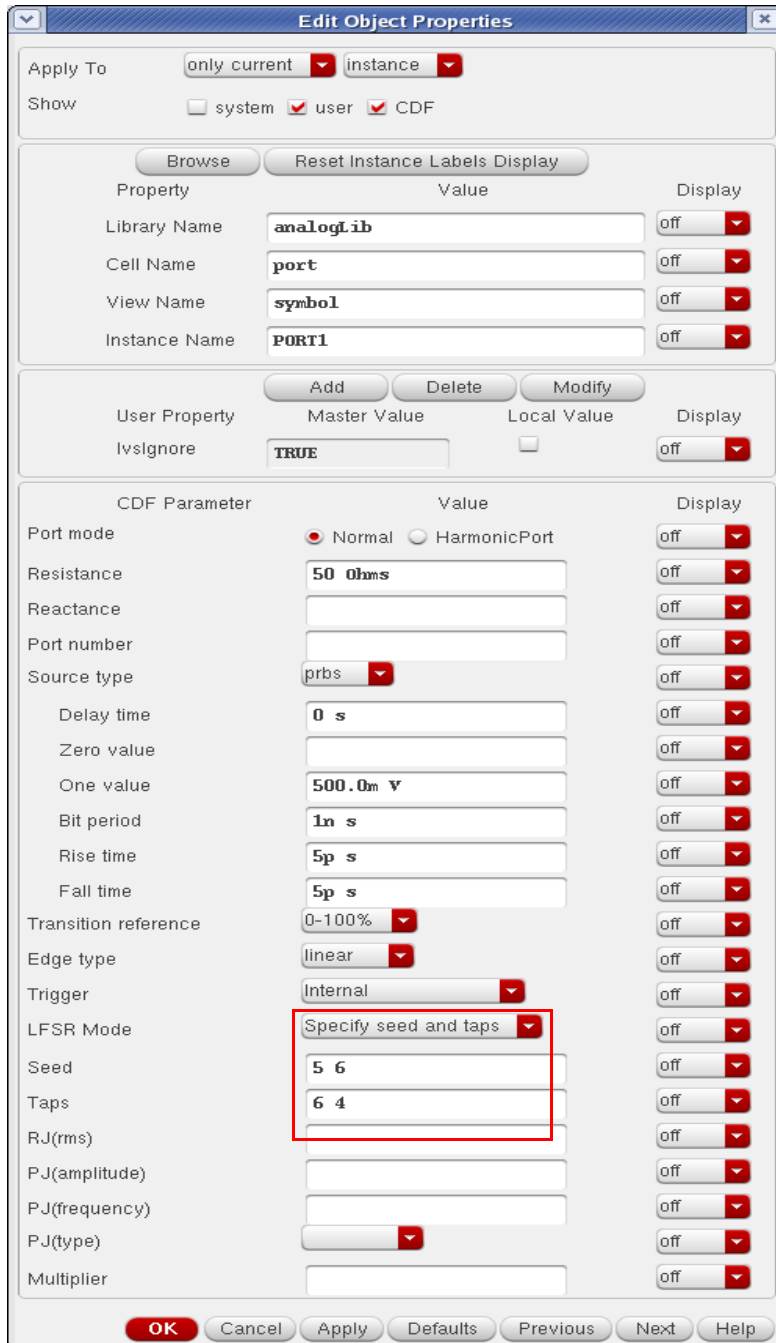 Edit Object Properties
Apply To only current instance
Show system user CDF
Browse Reset Instance Labels Display
Property Value Display
Library Name analogLib off
Cell Name port off
View Name symbol off
Instance Name PORT1 off
Add Delete Modify
User Property Master Value Local Value Display
lvsIgnore TRUE off
CDF Parameter Value Display
Port mode Normal HarmonicPort off
Resistance 50 Ohms off
Reactance off
Port number off
Source type prbs off
Delay time 0 s off
Zero value off
One value 500.0m V off
Bit period 1n s off
Rise time 5p s off
Fall time 5p s off
Transition reference 0-100% off
Edge type linear off
Trigger Internal off
LFSR Mode Specify seed and taps off
Seed 5 6 off
Taps 6 4 off
RJ(rms) off
PJ(amplitude) off
PJ(frequency) off
PJ(type) off
Multiplier off
OK Cancel Apply Defaults Previous Next Help